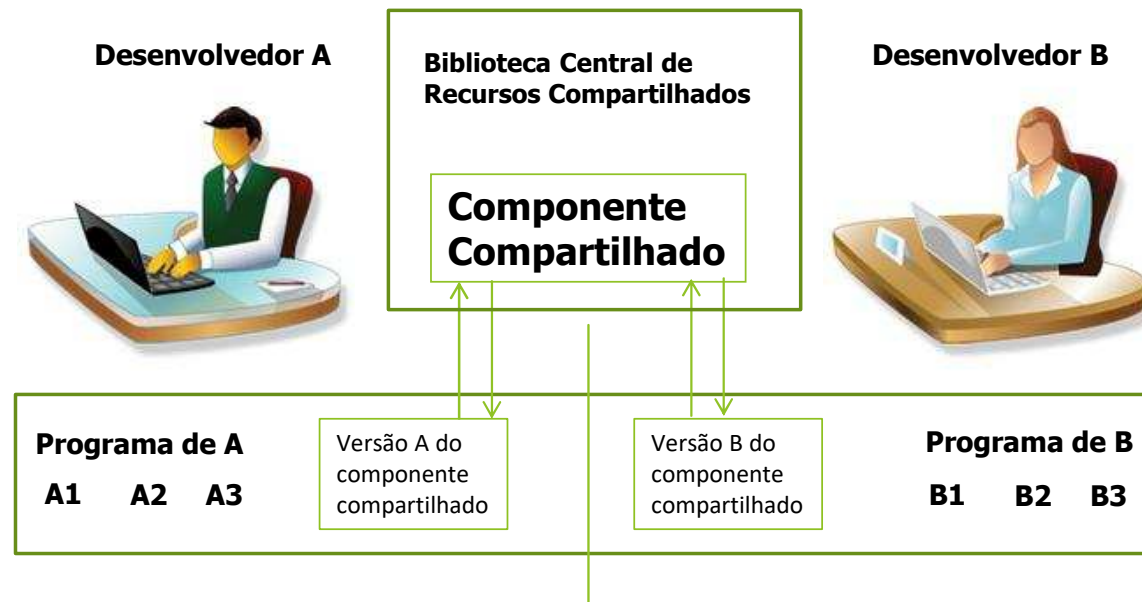 Desenvolvedor A
Biblioteca Central de
Recursos Compartilhados
Desenvolvedor B
Componente
Compartilhado
Programa de A
A1 A2 A3
Versão A do
componente
compartilhado
Versão B do
componente
compartilhado
Programa de B
B1 B2 B3